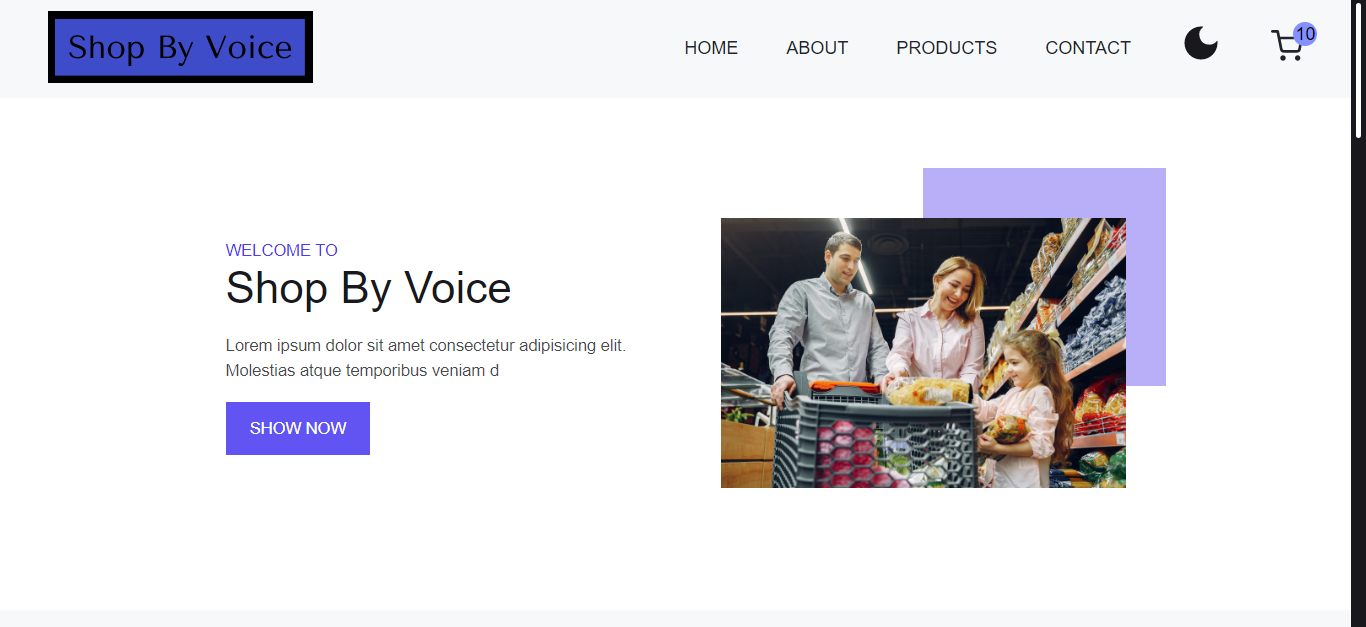 Shop By Voice
HOME ABOUT PRODUCTS CONTACT 10
WELCOME TO
Shop By Voice
Lorem ipsum dolor sit amet consectetur adipisicing elit.
Molestias atque temporibus veniam d
SHOW NOW